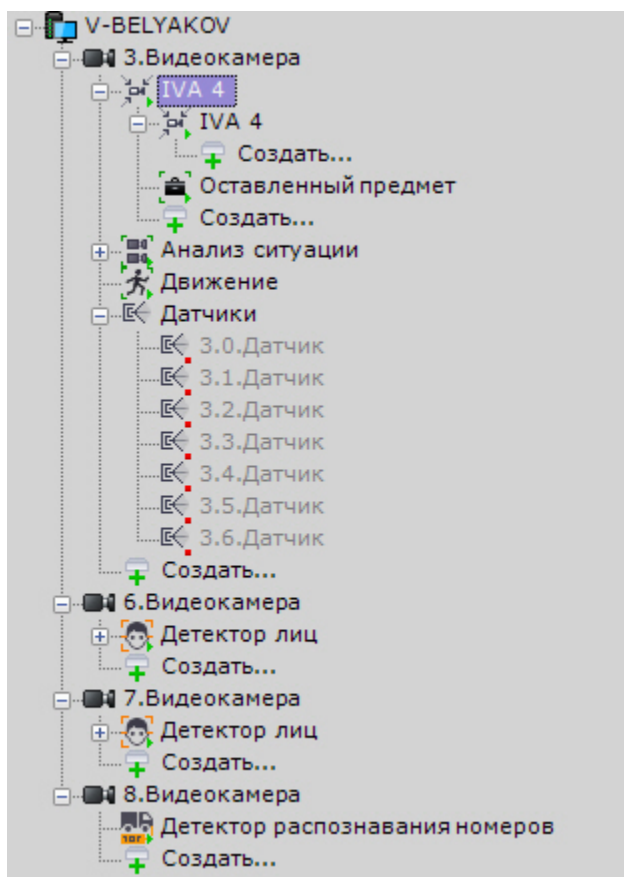 V-BELYAKOV
3.Видеокамера
IVA 4
IVA 4
Создать...
Оставленный предмет
Создать...
Анализ ситуации
Движение
Датчики
3.0.Датчик
3.1.Датчик
3.2.Датчик
3.3.Датчик
3.4.Датчик
3.5.Датчик
3.6.Датчик
Создать...
6.Видеокамера
Детектор лиц
Создать...
7.Видеокамера
Детектор лиц
Создать...
8.Видеокамера
Детектор распознавания номеров
Создать...